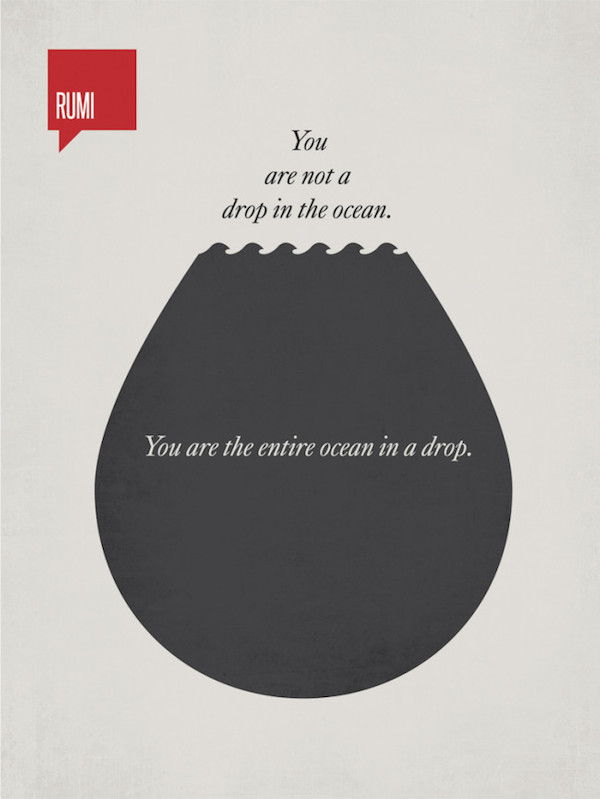 RUMI
You
are not a
drop in the ocean.
You are the entire ocean in a drop.